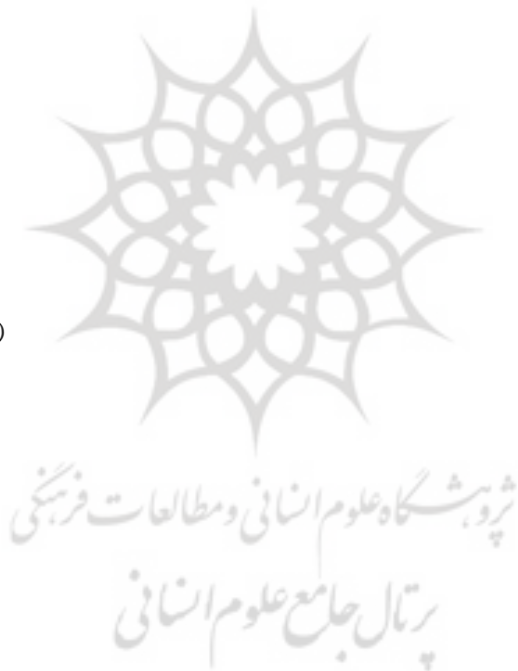 )
پژوهشگاه علوم انسانی و مطالعات فرهنگی
پرتال جامع علوم انسانی